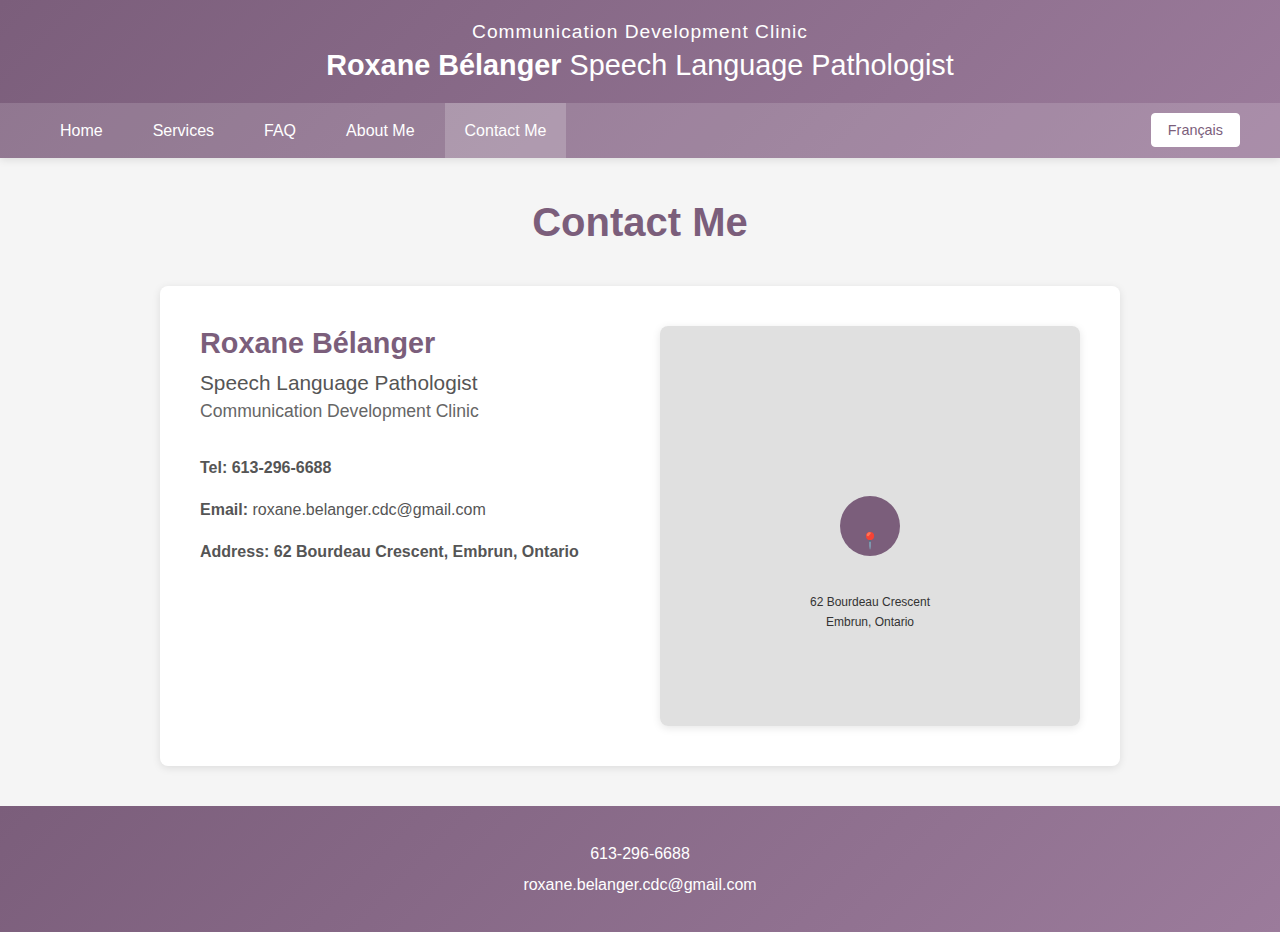 Communication Development Clinic
Roxane Bélanger Speech Language Pathologist
Home Services FAQ About Me Contact Me Français
Contact Me
Roxane Bélanger
Speech Language Pathologist
Communication Development Clinic
Tel: 613-296-6688
Email: roxane.belanger.cdc@gmail.com
Address: 62 Bourdeau Crescent, Embrun, Ontario
62 Bourdeau Crescent
Embrun, Ontario
613-296-6688
roxane.belanger.cdc@gmail.com